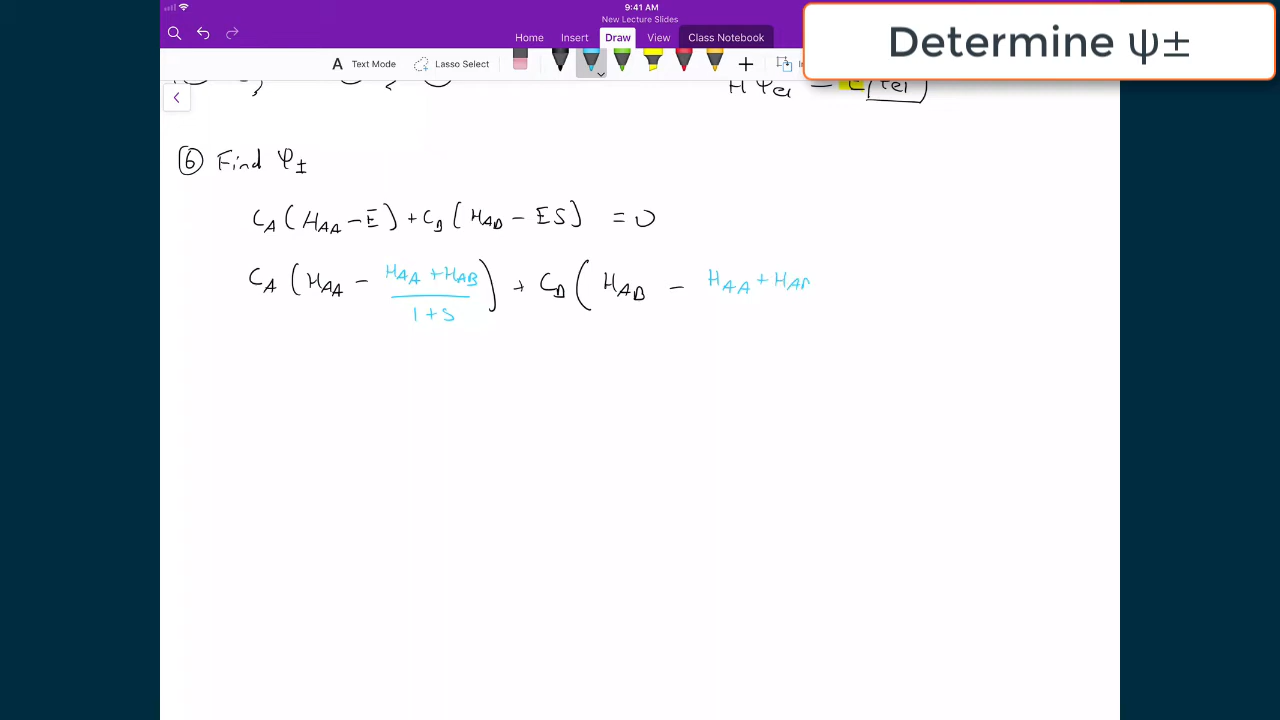 9:41 AM
New Lecture Slides
Home Insert Draw View Class Notebook
Determine ψ±
Text Mode Lasso Select
⑥ Find Ψ±
C_A (H_AA − E) + C_B (H_AB − ES) = 0
C_A (H_AA − (H_AA + H_AB)/(1 + S)) + C_B (H_AB − H_AA + H_AB